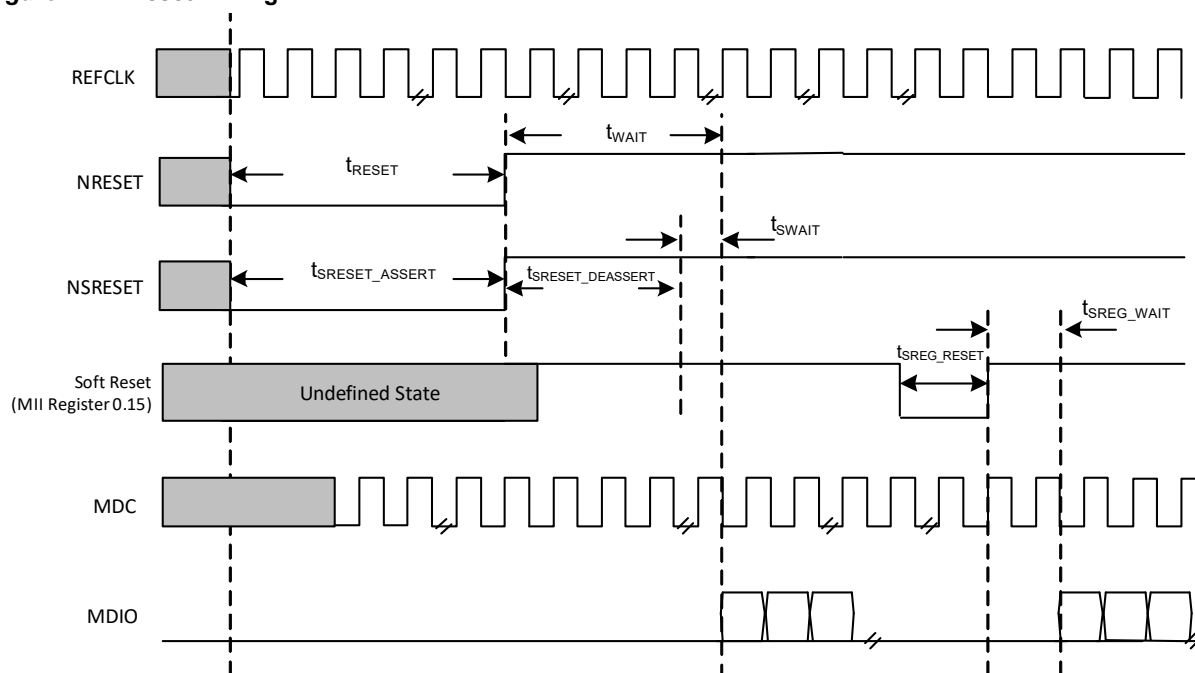 REFCLK
tWAIT
tRESET
NRESET
tSWAIT
tSRESET_ASSERT
tSRESET_DEASSERT
NSRESET
tSREG_WAIT
tSREG_RESET
Soft Reset
(MII Register 0.15)
Undefined State
MDC
MDIO